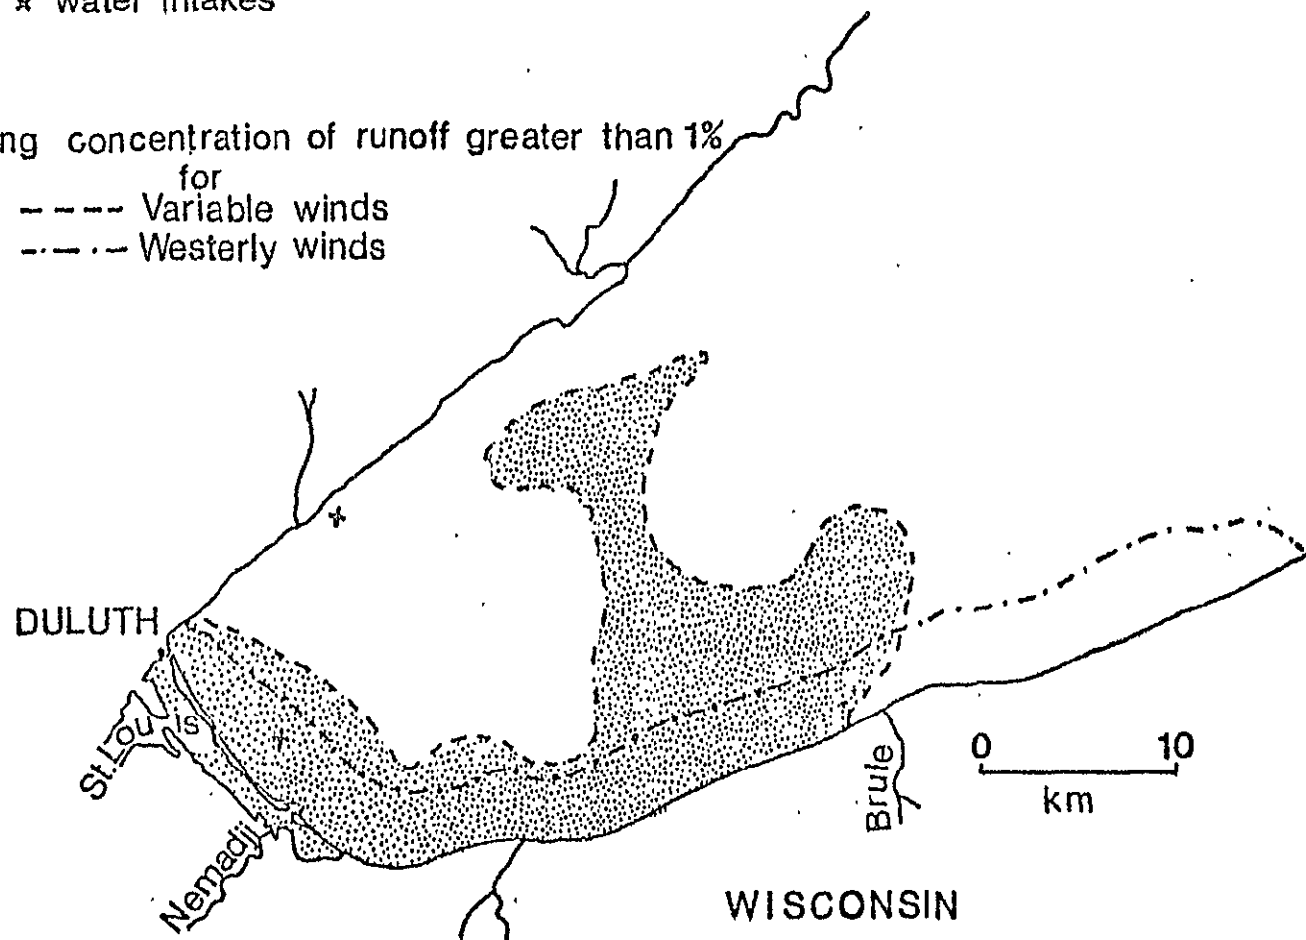 * water intakes
ng concentration of runoff greater than 1%
for
---- Variable winds
-·-·- Westerly winds
DULUTH
St. Louis
Nemadji
Brule
0 10
km
WISCONSIN